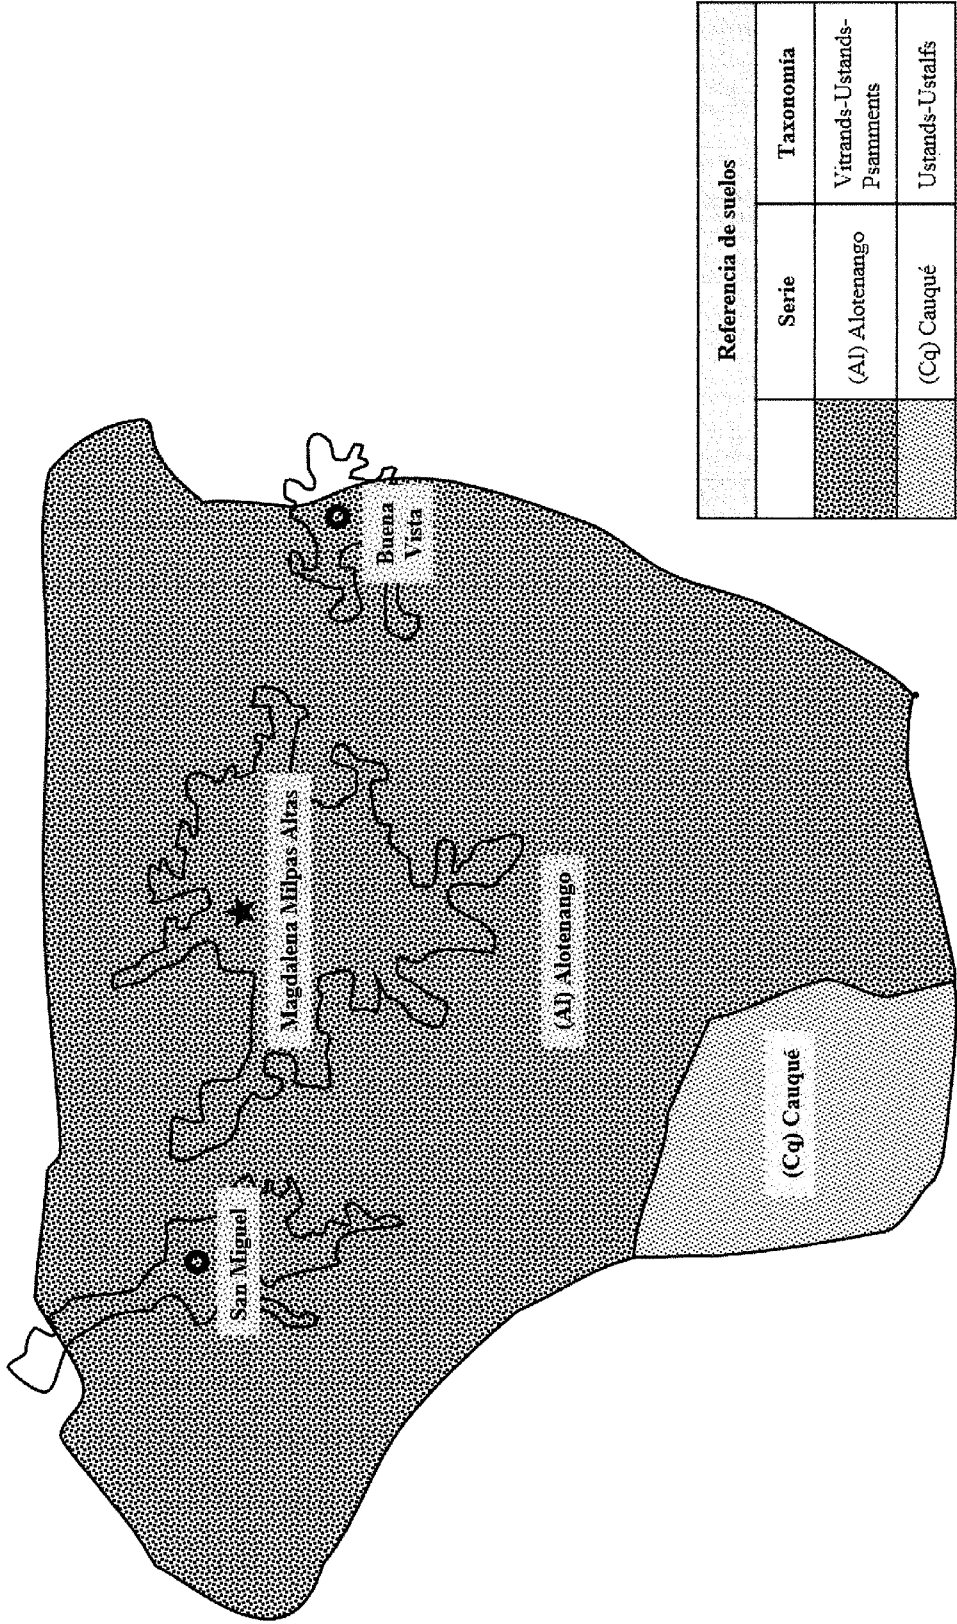 San Miguel
Magdalena Milpas Altas
Buena
Vista
(Al) Alotenango
(Cq) Cauqué
Referencia de suelos
Serie
Taxonomía
(Al) Alotenango
Vitrands-Ustands-
Psamments
(Cq) Cauqué
Ustands-Ustalfs